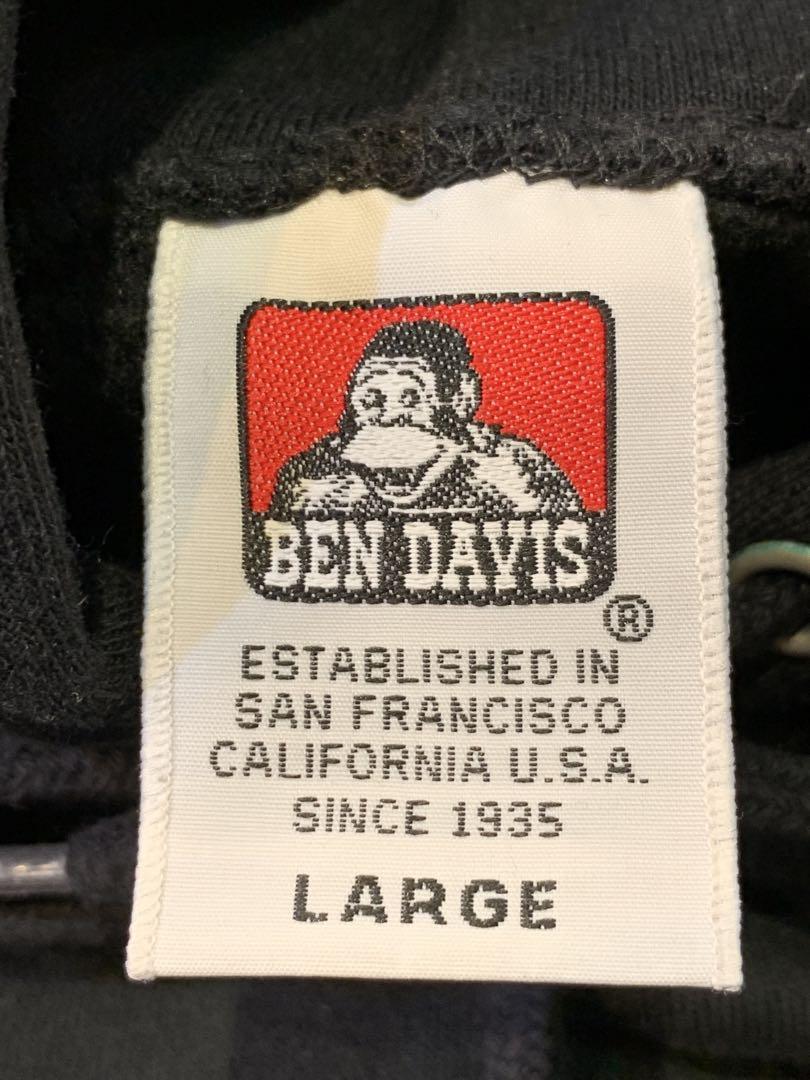 BEN DAVIS
®
ESTABLISHED IN
SAN FRANCISCO
CALIFORNIA U.S.A.
SINCE 1935
LARGE